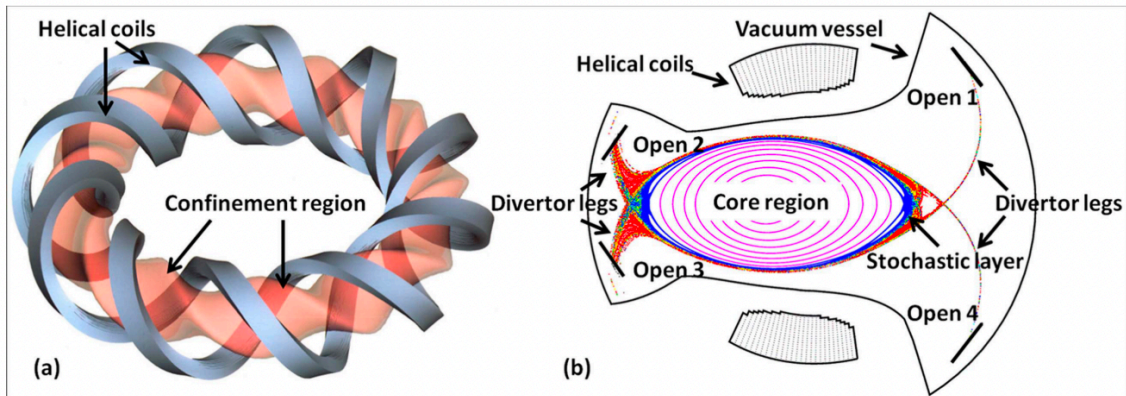 Helical coils
Confinement region
(a)
Vacuum vessel
Helical coils
Open 1
Open 2
Divertor legs
Core region
Divertor legs
Open 3
Stochastic layer
Open 4
(b)